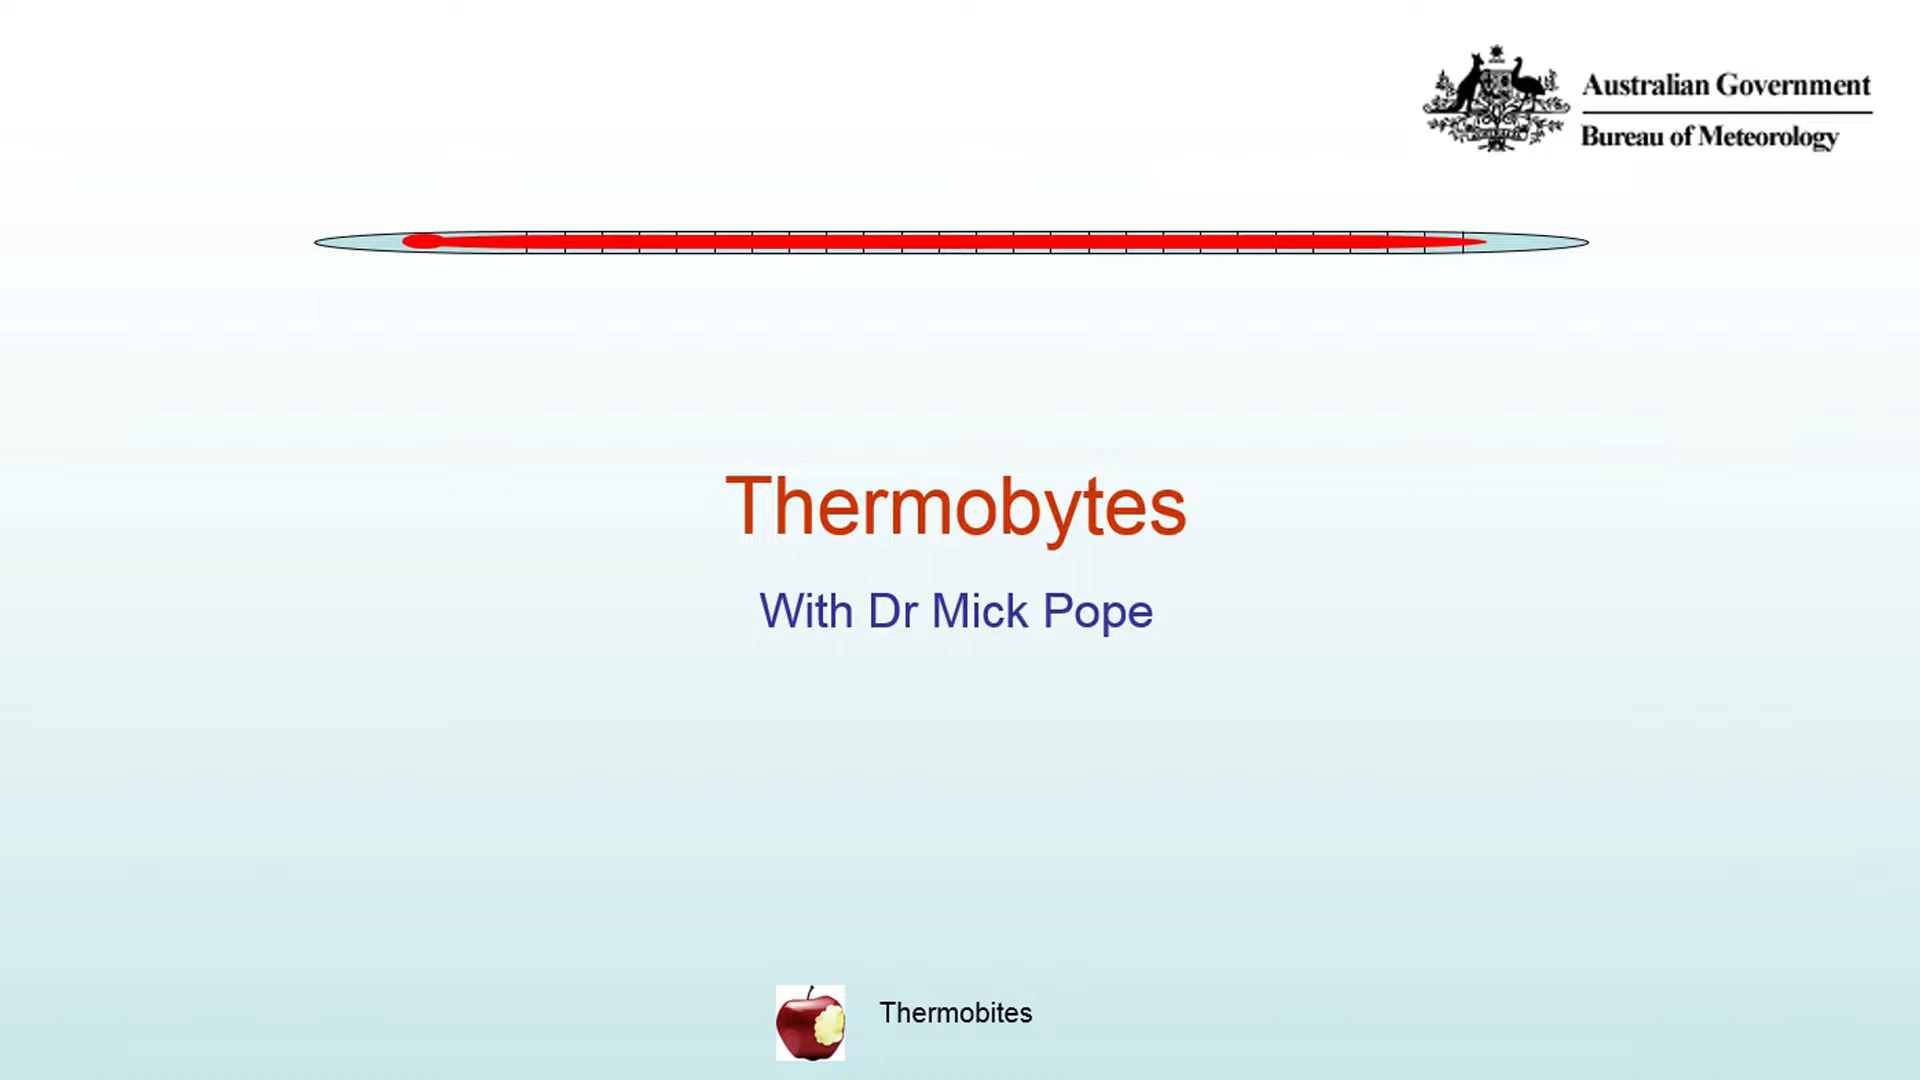 Australian Government
Bureau of Meteorology
Thermobytes
With Dr Mick Pope
Thermobites